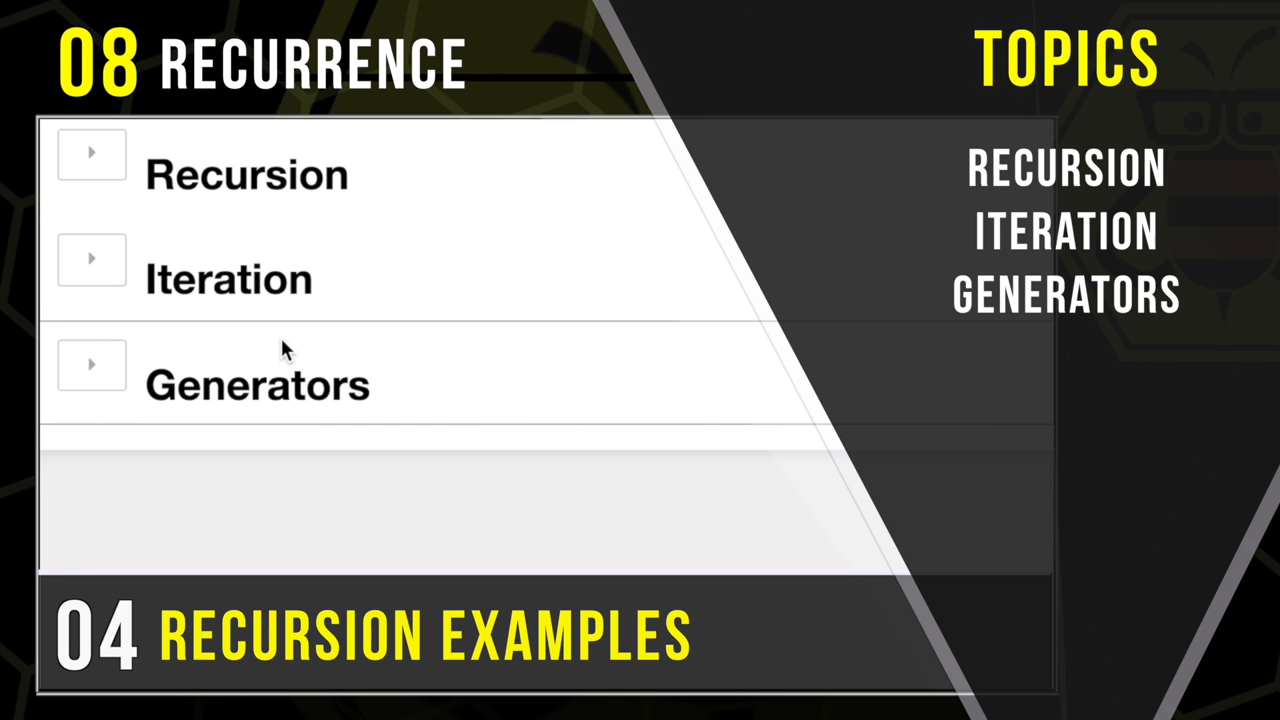 08 RECURRENCE
Recursion
Iteration
Generators
04 RECURSION EXAMPLES
TOPICS
RECURSION
ITERATION
GENERATORS